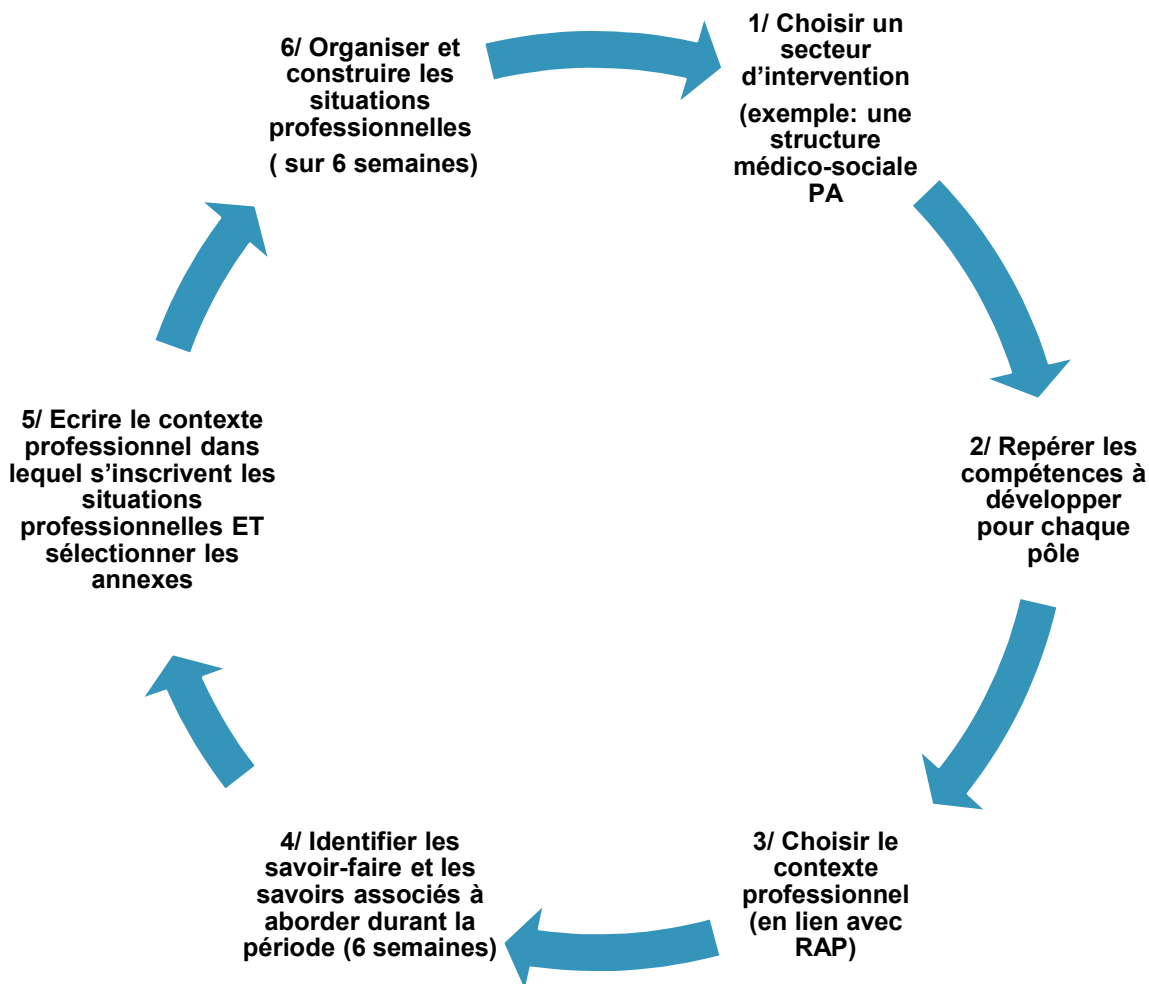 1/ Choisir un
secteur
d’intervention
(exemple: une
structure
médico-sociale
PA
2/ Repérer les
compétences à
développer
pour chaque
pôle
3/ Choisir le
contexte
professionnel
(en lien avec
RAP)
4/ Identifier les
savoir-faire et les
savoirs associés à
aborder durant la
période (6 semaines)
5/ Ecrire le contexte
professionnel dans
lequel s’inscrivent les
situations
professionnelles ET
sélectionner les
annexes
6/ Organiser et
construire les
situations
professionnelles
( sur 6 semaines)